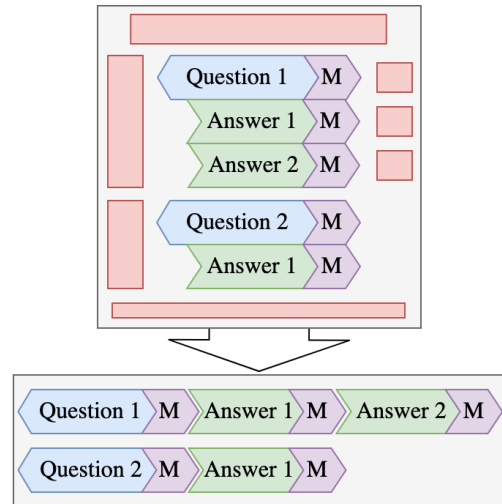 Question 1 M
Answer 1 M
Answer 2 M
Question 2 M
Answer 1 M
Question 1 M Answer 1 M Answer 2 M
Question 2 M Answer 1 M